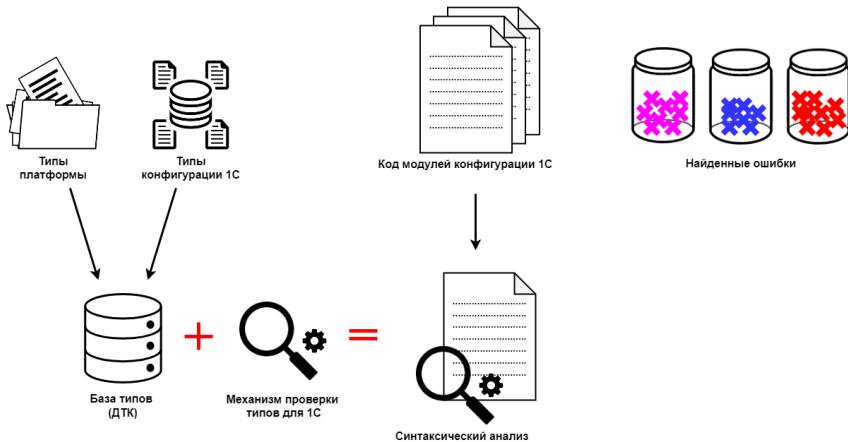 Типы
платформы
Типы
конфигурации 1С
Код модулей конфигурации 1С
Найденные ошибки
База типов
(ДТК)
Механизм проверки
типов для 1С
Синтаксический анализ